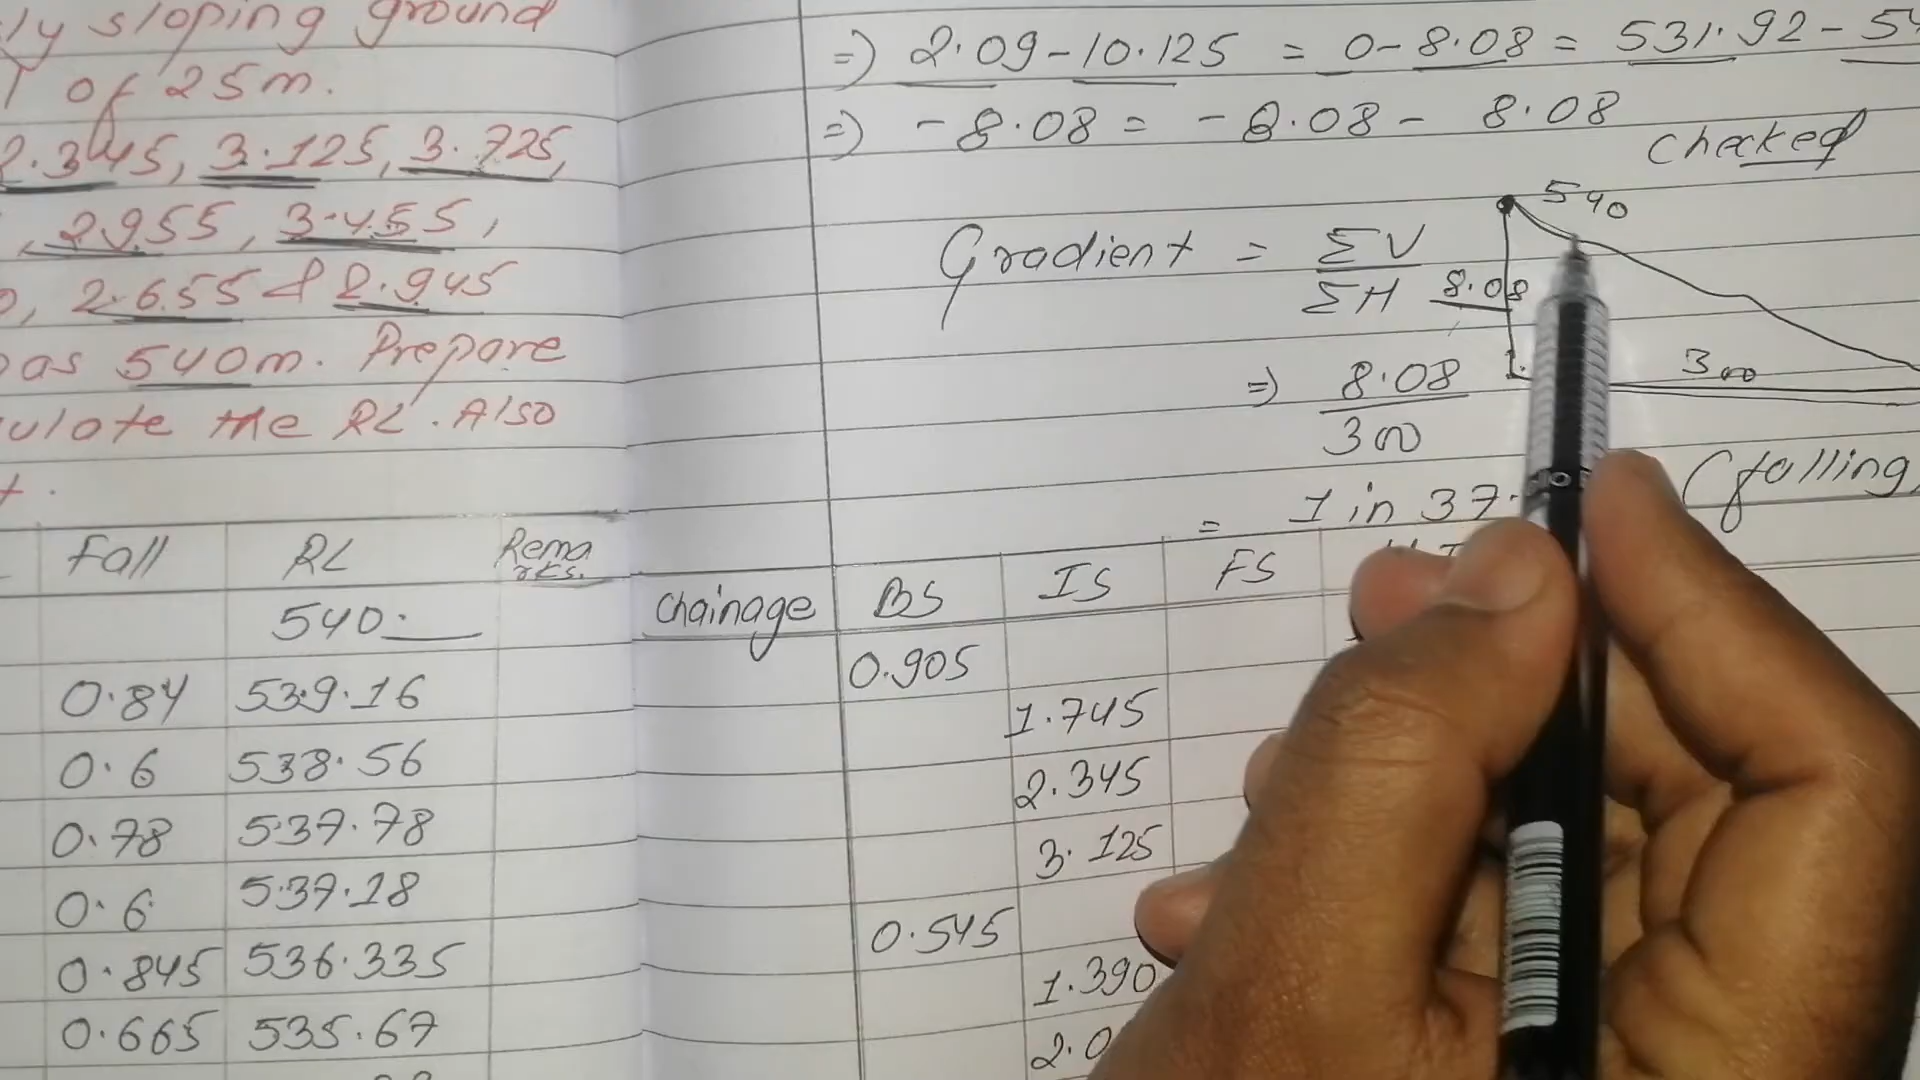 ly sloping ground
of 25m.
2.345, 3.125, 3.725,
2.955, 3.455,
2.655 & 2.945
as 540m. Prepare
ulate the RL. Also
t.
Fall RL Rema
rks.
540.
0.84 539.16
0.6 538.56
0.78 537.78
0.6 537.18
0.845 536.335
0.665 535.67
=) 2.09-10.125 = 0-8.08 = 531.92-54
=) -8.08 = -8.08 - 8.08
Checked
540
Gradient = ΣV
ΣH 8.08
300
=) 8.08
300
= 1 in 37. (falling)
Chainage BS IS FS
0.905
1.745
2.345
3.125
0.545
1.390
2.0